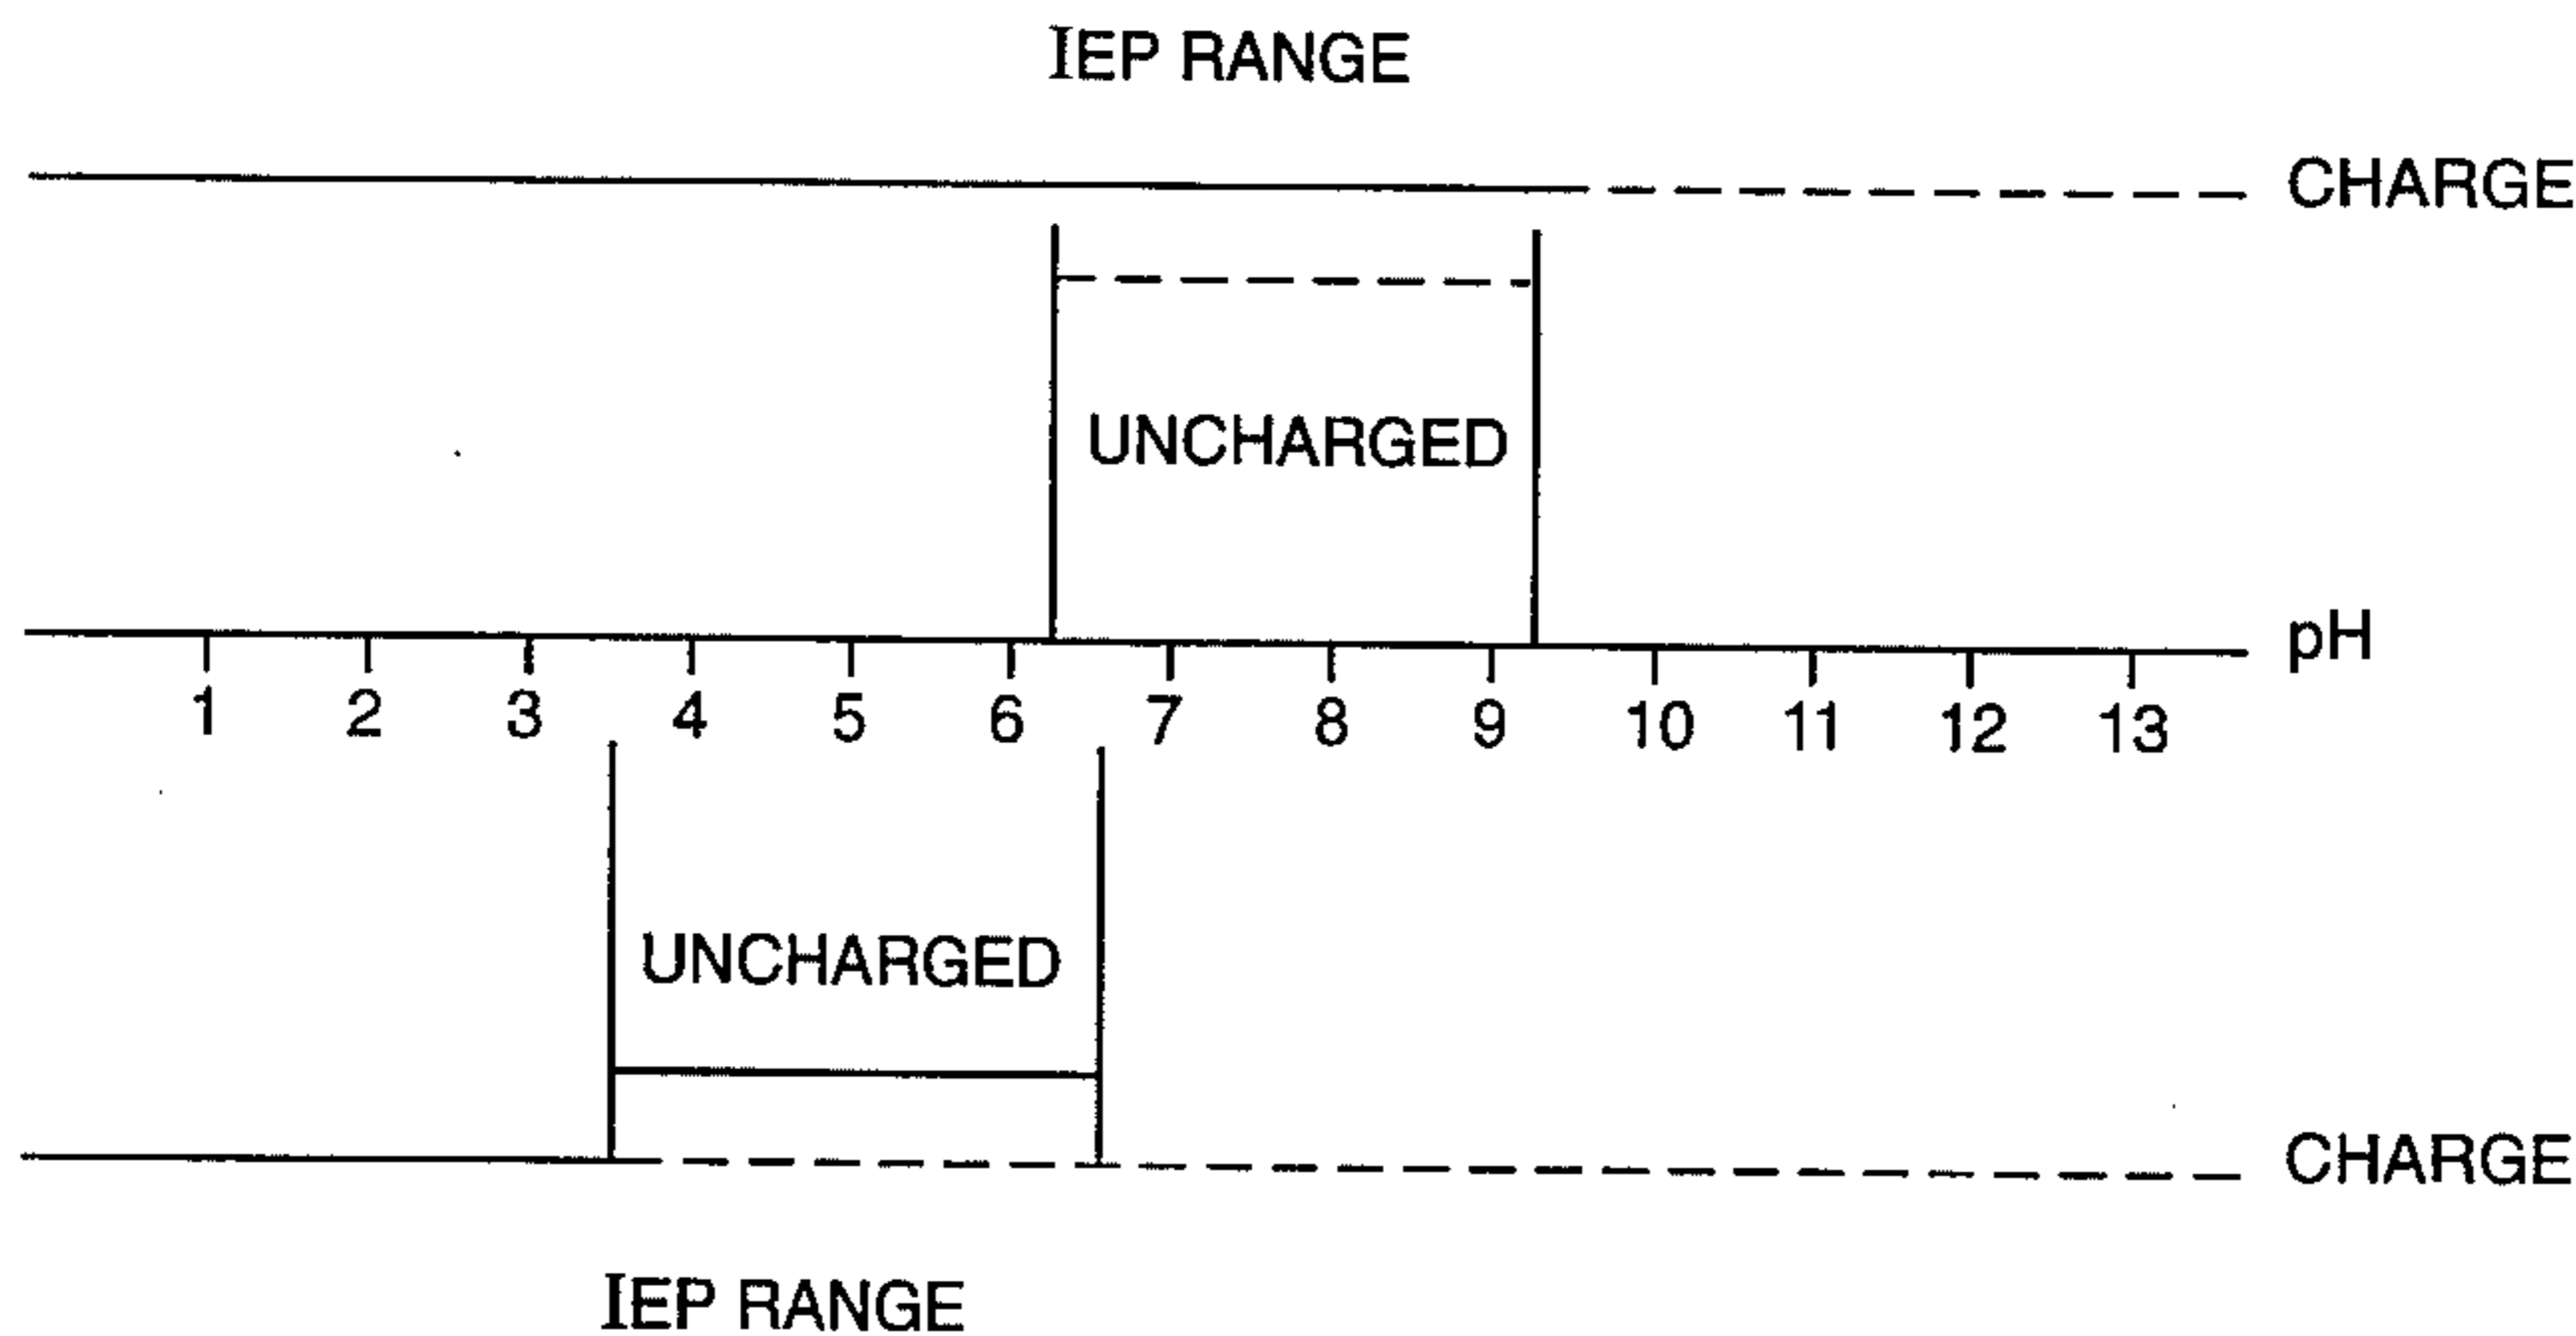 IEP RANGE
CHARGE
UNCHARGED
pH
1 2 3 4 5 6 7 8 9 10 11 12 13
UNCHARGED
CHARGE
IEP RANGE